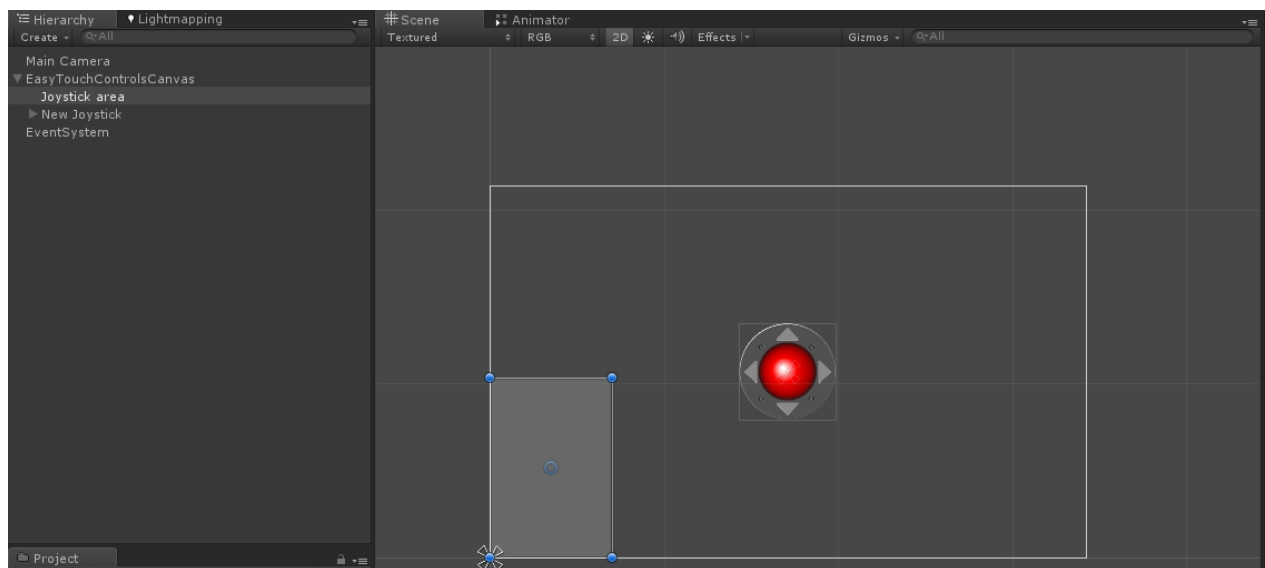 Hierarchy Lightmapping
Create All
Main Camera
EasyTouchControlsCanvas
Joystick area
New Joystick
EventSystem
Project
Scene Animator
Textured RGB 2D Effects Gizmos All